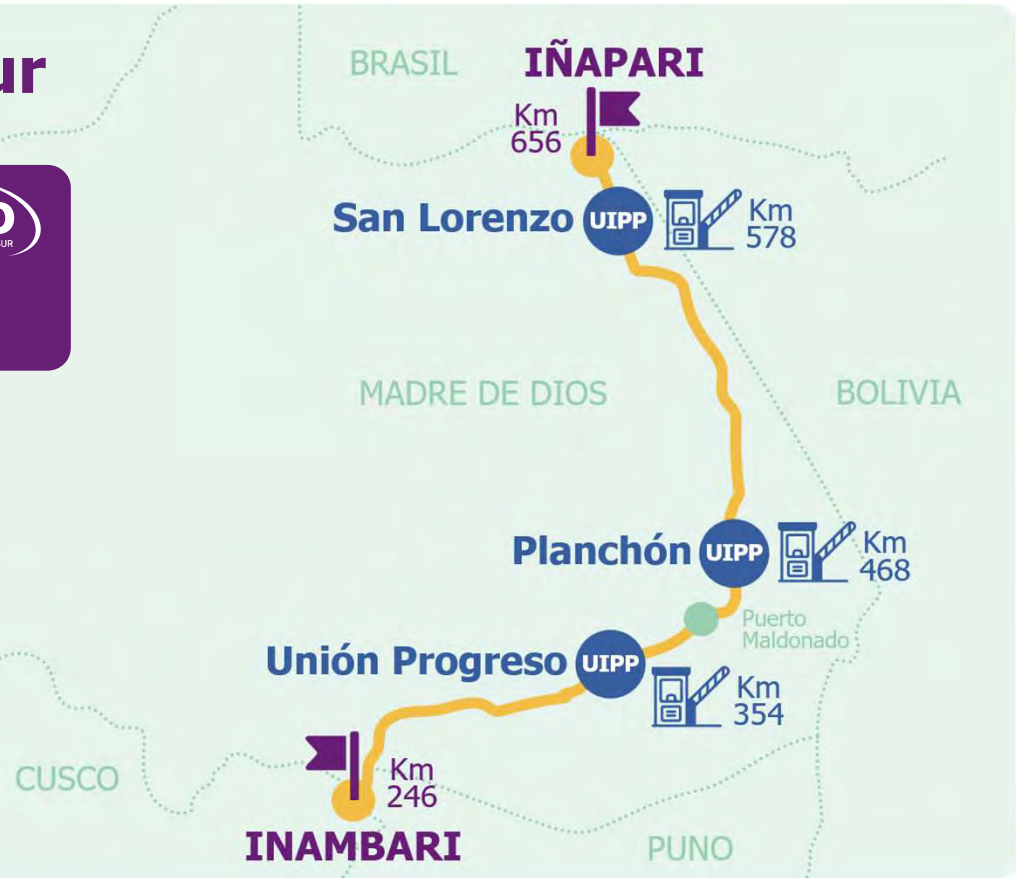 ur
BRASIL
IÑAPARI
Km
656
SUR
San Lorenzo
UIPP
Km
578
MADRE DE DIOS
BOLIVIA
Planchón
UIPP
Km
468
Puerto
Maldonado
Unión Progreso
UIPP
Km
354
Km
246
CUSCO
INAMBARI
PUNO